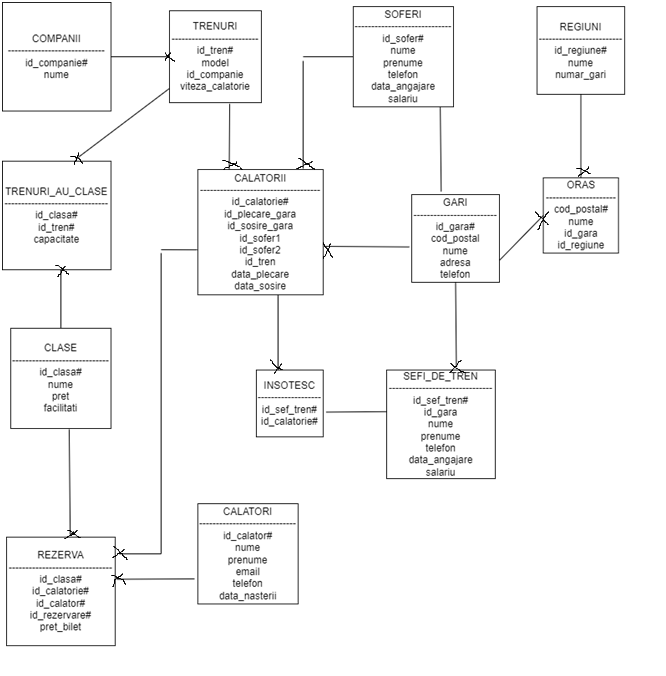 COMPANII
id_companie#
nume
TRENURI
id_tren#
model
id_companie
viteza_calatorie
SOFERI
id_sofer#
nume
prenume
telefon
data_angajare
salariu
REGIUNI
id_regiune#
nume
numar_gari
TRENURI_AU_CLASE
id_clasa#
id_tren#
capacitate
CALATORII
id_calatorie#
id_plecare_gara
id_sosire_gara
id_sofer1
id_sofer2
id_tren
data_plecare
data_sosire
GARI
id_gara#
cod_postal
nume
adresa
telefon
ORAS
cod_postal#
nume
id_gara
id_regiune
CLASE
id_clasa#
nume
pret
facilitati
INSOTESC
id_sef_tren#
id_calatorie#
SEFI_DE_TREN
id_sef_tren#
id_gara
nume
prenume
telefon
data_angajare
salariu
REZERVA
id_clasa#
id_calatorie#
id_calator#
id_rezervare#
pret_bilet
CALATORI
id_calator#
nume
prenume
email
telefon
data_nasterii